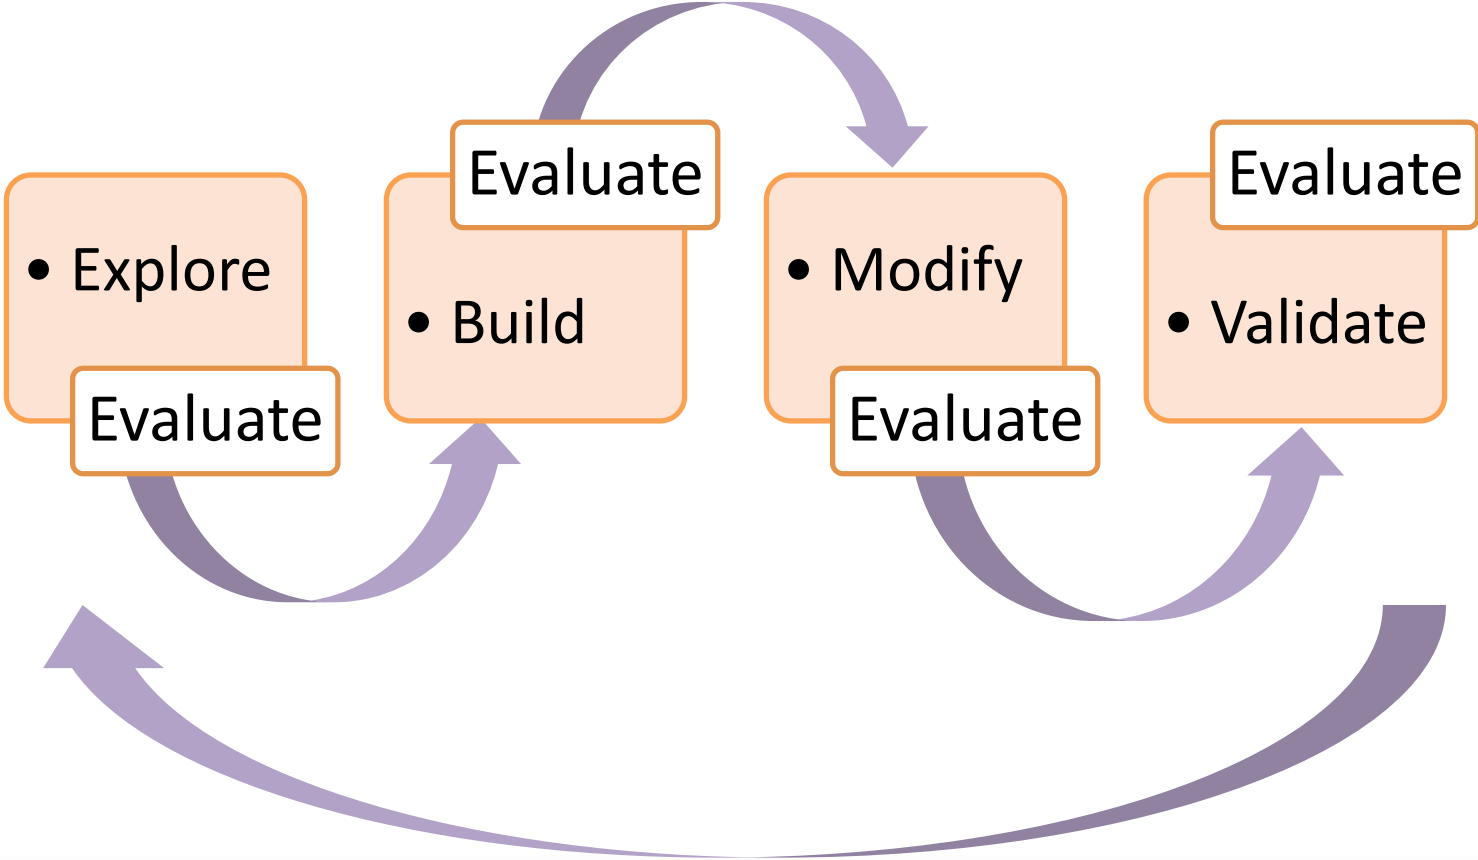 • Explore
Evaluate
Evaluate
• Build
• Modify
Evaluate
Evaluate
• Validate